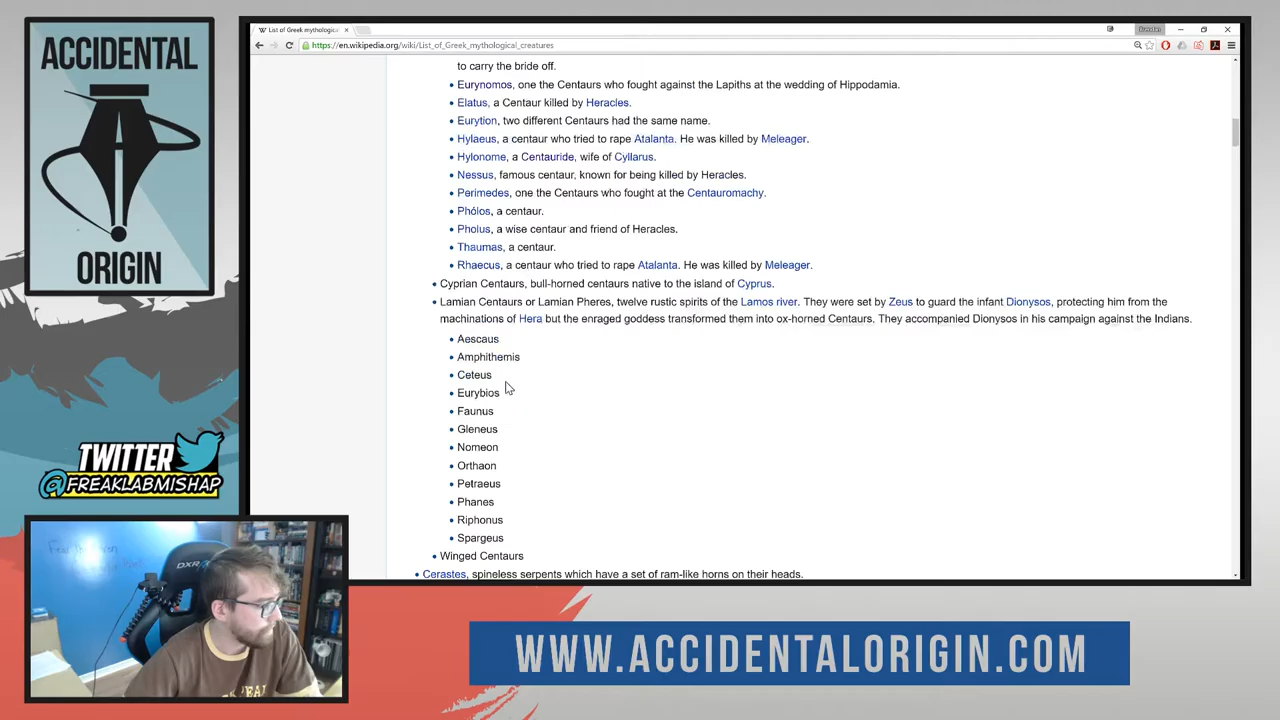 ACCIDENTAL
ORIGIN
TWITTER
@FREAKLABMISHAP
List of Greek mythologic
https://en.wikipedia.org/wiki/List_of_Greek_mythological_creatures
to carry the bride off.
Eurynomos, one the Centaurs who fought against the Lapiths at the wedding of Hippodamia.
Elatus, a Centaur killed by Heracles.
Eurytion, two different Centaurs had the same name.
Hylaeus, a centaur who tried to rape Atalanta. He was killed by Meleager.
Hylonome, a Centauride, wife of Cyllarus.
Nessus, famous centaur, known for being killed by Heracles.
Perimedes, one the Centaurs who fought at the Centauromachy.
Phólos, a centaur.
Pholus, a wise centaur and friend of Heracles.
Thaumas, a centaur.
Rhaecus, a centaur who tried to rape Atalanta. He was killed by Meleager.
Cyprian Centaurs, bull-horned centaurs native to the island of Cyprus.
Lamian Centaurs or Lamian Pheres, twelve rustic spirits of the Lamos river. They were set by Zeus to guard the infant Dionysos, protecting him from the
machinations of Hera but the enraged goddess transformed them into ox-horned Centaurs. They accompanied Dionysos in his campaign against the Indians.
Aescaus
Amphithemis
Ceteus
Eurybios
Faunus
Gleneus
Nomeon
Orthaon
Petraeus
Phanes
Riphonus
Spargeus
Winged Centaurs
Cerastes, spineless serpents which have a set of ram-like horns on their heads.
DXR
WWW.ACCIDENTALORIGIN.COM